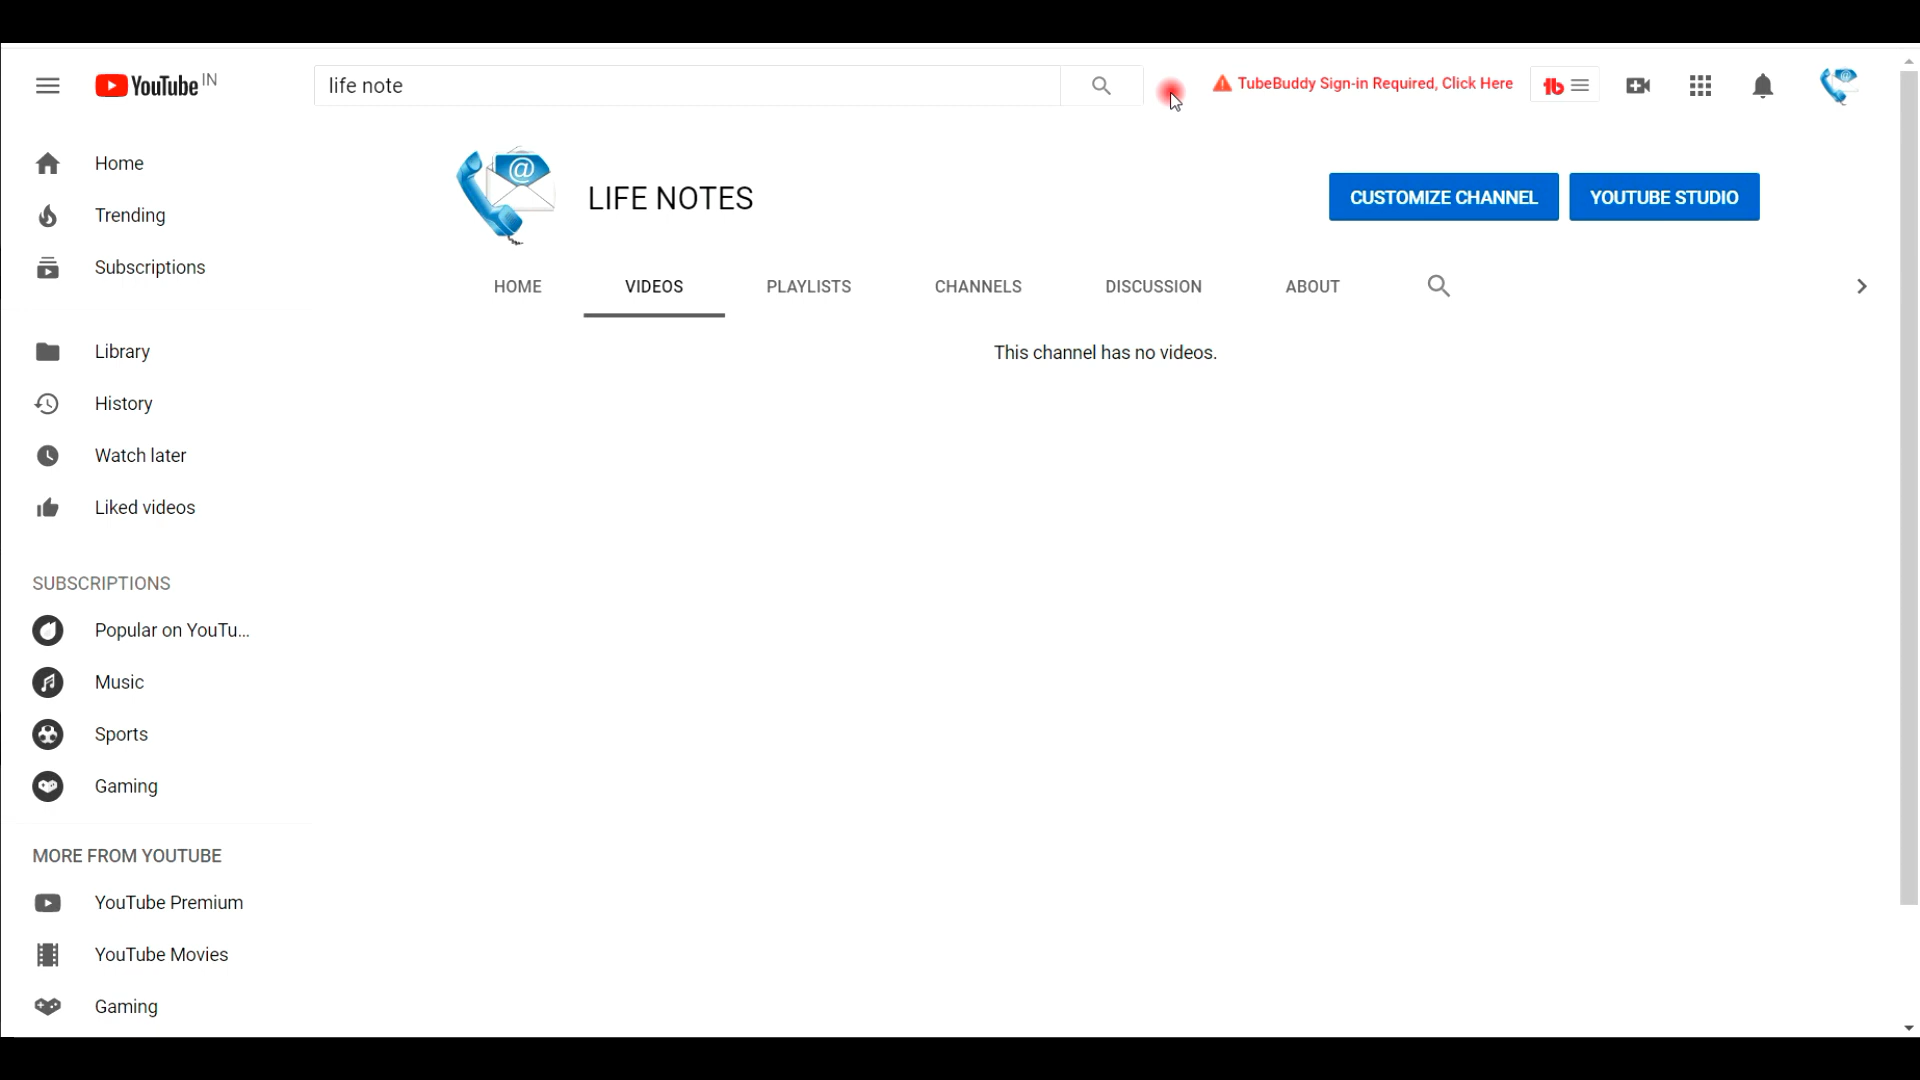 YouTube IN
life note
TubeBuddy Sign-in Required, Click Here
tb
Home
Trending
Subscriptions
Library
History
Watch later
Liked videos
SUBSCRIPTIONS
Popular on YouTu...
Music
Sports
Gaming
MORE FROM YOUTUBE
YouTube Premium
YouTube Movies
Gaming
@
LIFE NOTES
CUSTOMIZE CHANNEL YOUTUBE STUDIO
HOME VIDEOS PLAYLISTS CHANNELS DISCUSSION ABOUT
This channel has no videos.